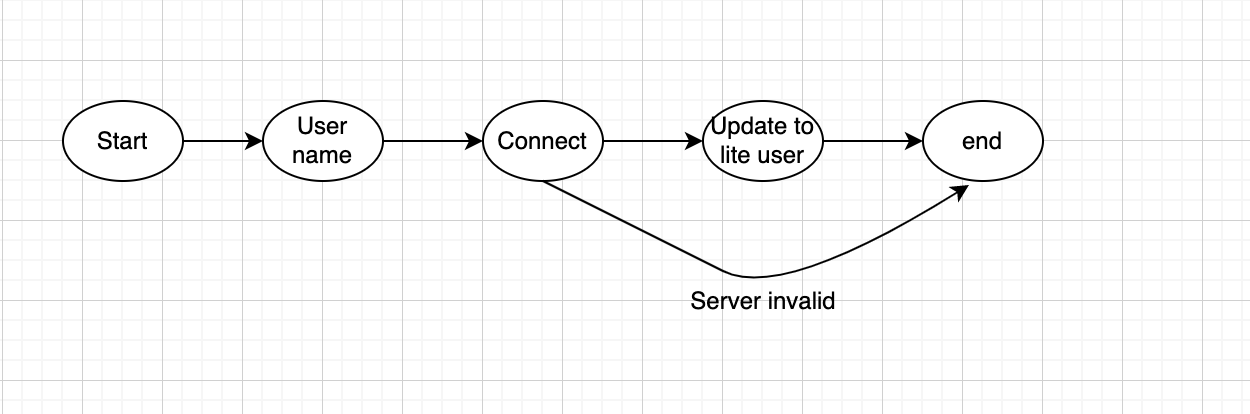 Start
User
name
Connect
Update to
lite user
end
Server invalid